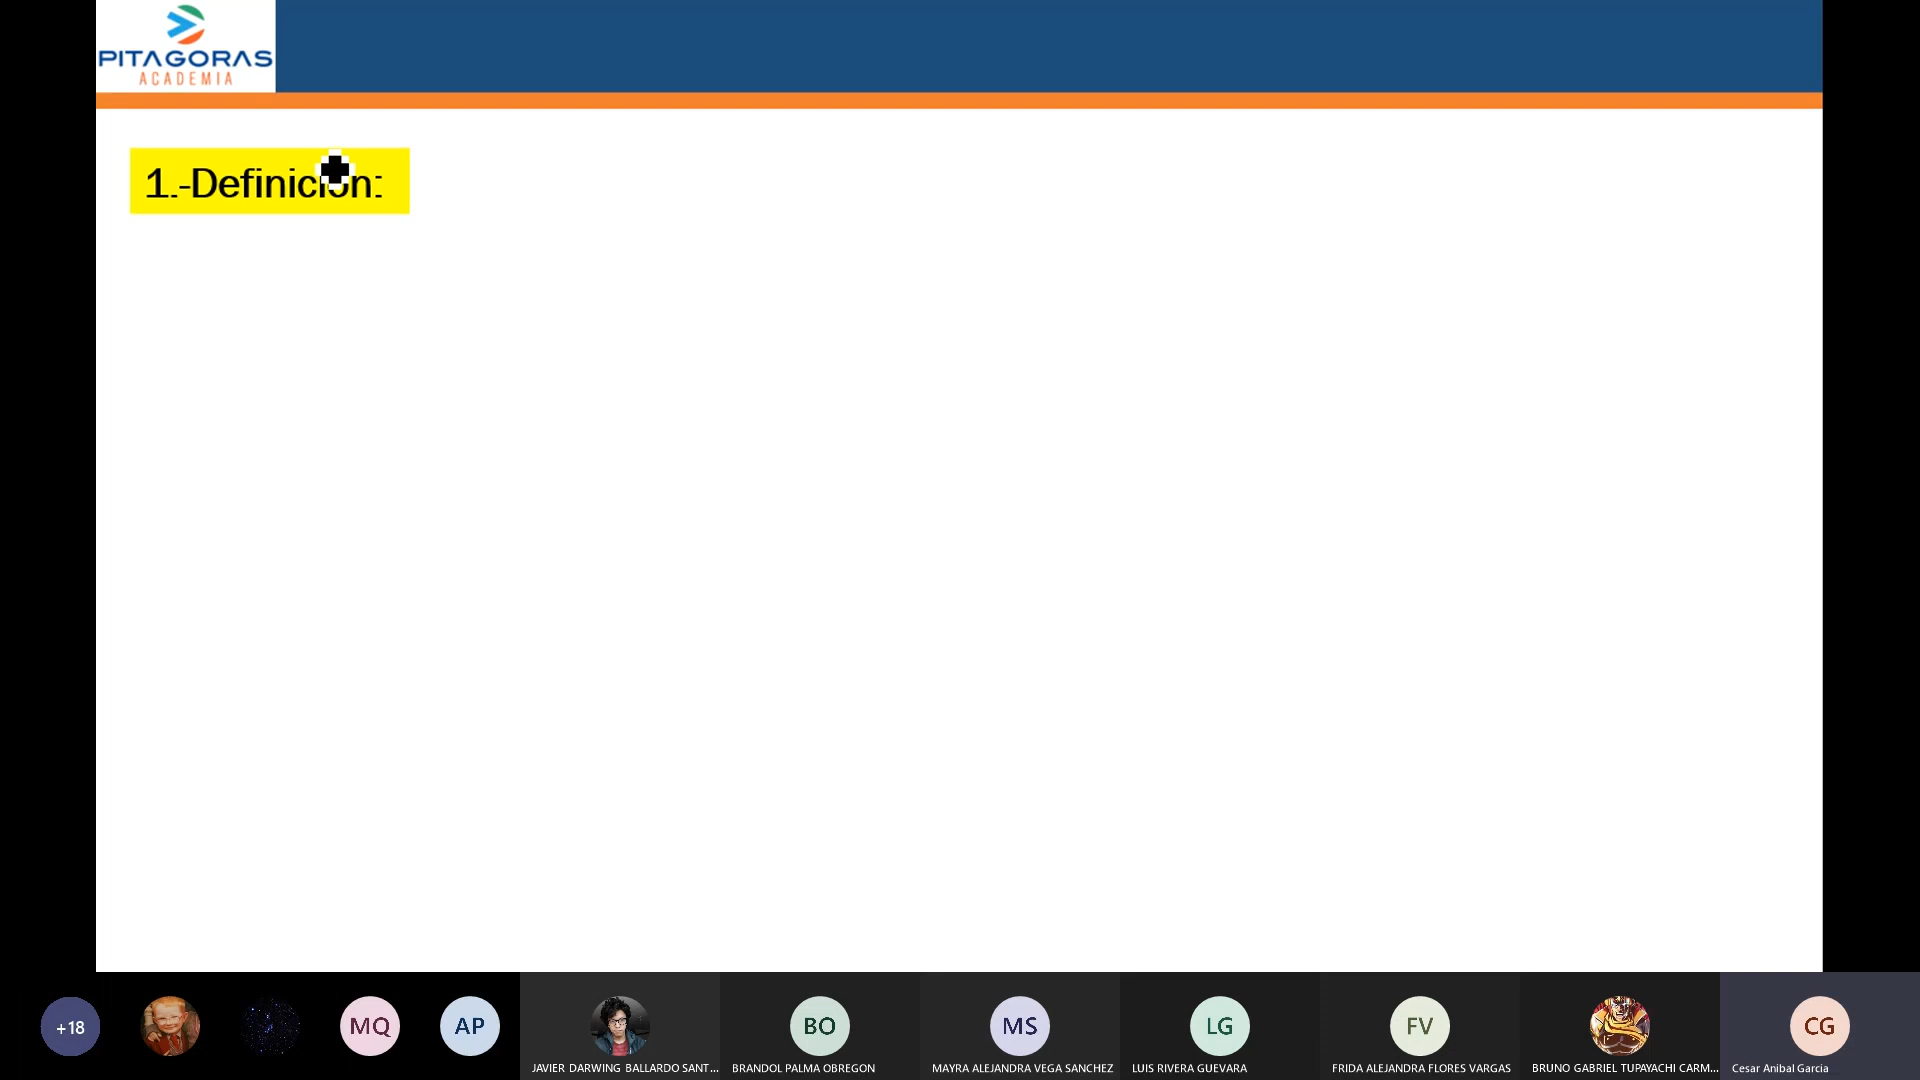 PITAGORAS
ACADEMIA
1.-Definición:
+18
MQ
AP
BO
MS
LG
FV
CG
JAVIER DARWING BALLARDO SANT...
BRANDOL PALMA OBREGON
MAYRA ALEJANDRA VEGA SANCHEZ
LUIS RIVERA GUEVARA
FRIDA ALEJANDRA FLORES VARGAS
BRUNO GABRIEL TUPAYACHI CARM...
Cesar Anibal Garcia